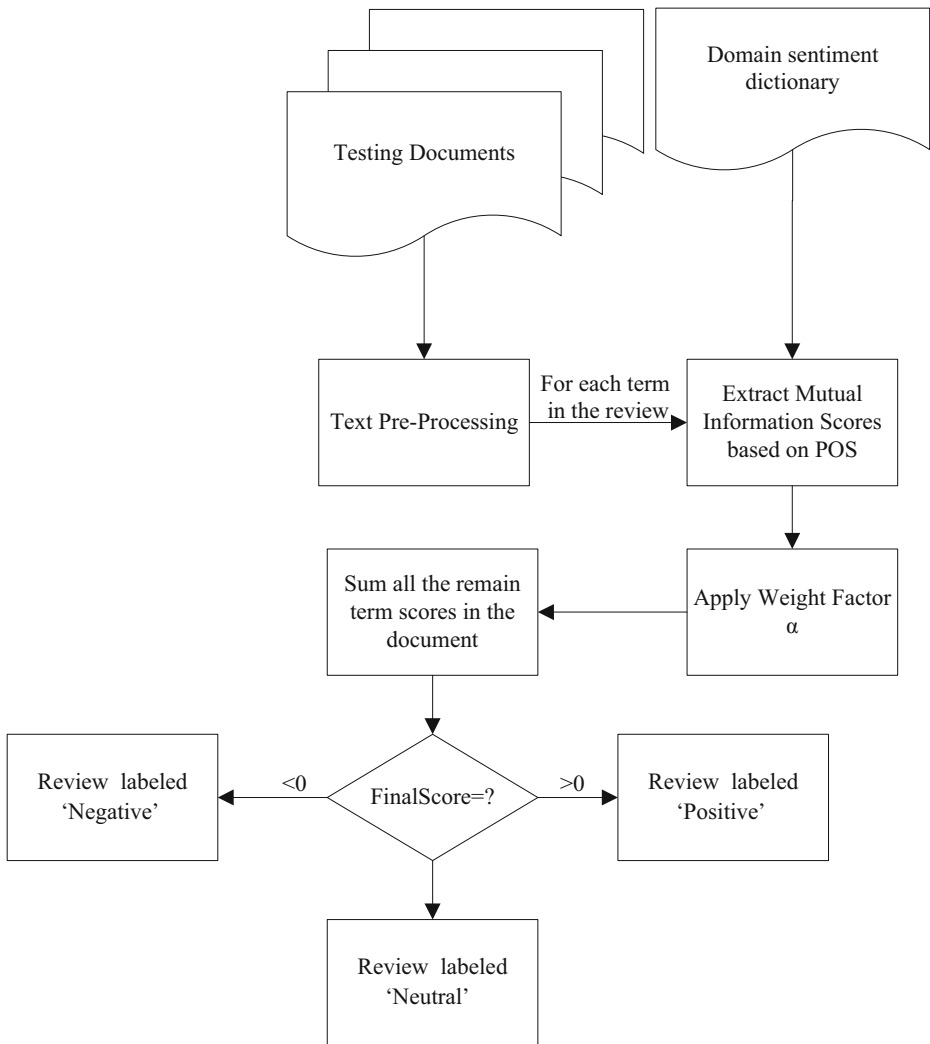 Domain sentiment
dictionary
Testing Documents
For each term
in the review
Text Pre-Processing
Extract Mutual
Information Scores
based on POS
Sum all the remain
term scores in the
document
Apply Weight Factor
α
Review labeled
‘Negative’
<0
FinalScore=?
>0
Review labeled
‘Positive’
Review labeled
‘Neutral’